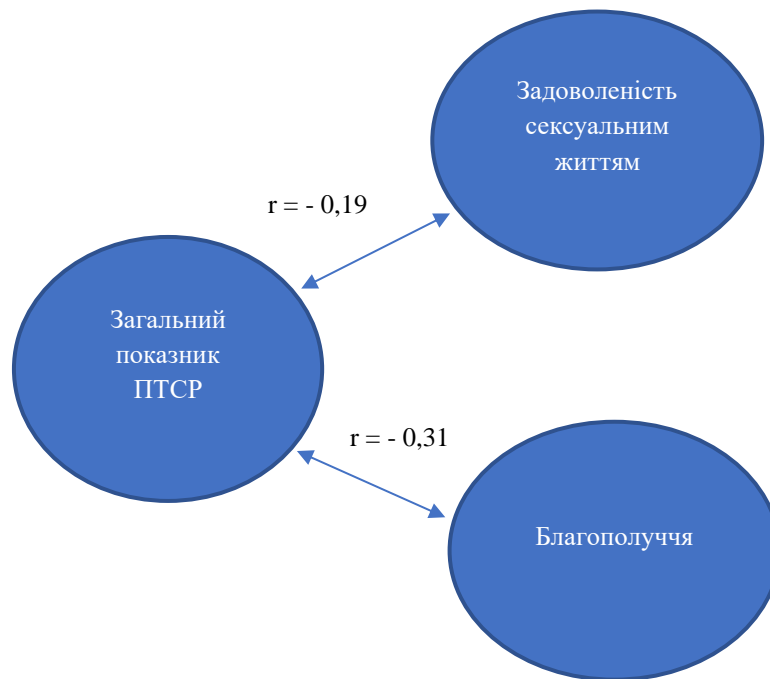 Задоволеність
сексуальним
життям
r = - 0,19
Загальний
показник
ПТСР
r = - 0,31
Благополуччя